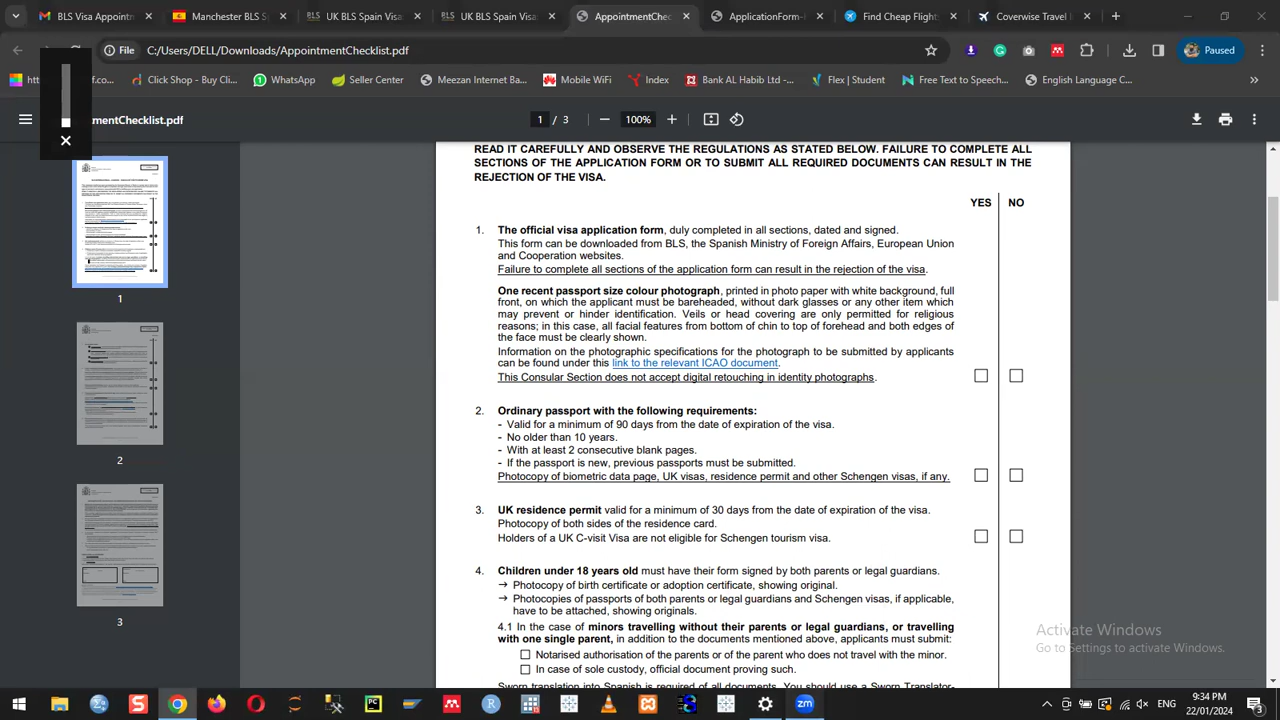 Manchester BLS S
UK BLS Spain Visa
UK BLS Spain Visa
AppointmentChec
ApplicationForm-
Find Cheap Flight
Coverwise Travel I
File C:/Users/DELL/Downloads/AppointmentChecklist.pdf
Paused
Click Shop - Buy Cli...
WhatsApp
Seller Center
Meezan Internet Ban...
Mobile WiFi
Index
Bank AL Habib Ltd -...
Flex | Student
Free Text to Speech...
English Language C...
mentChecklist.pdf
1 / 3
100%
READ IT CAREFULLY AND OBSERVE THE REGULATIONS AS STATED BELOW. FAILURE TO COMPLETE ALL
SECTIONS OF THE APPLICATION FORM OR TO SUBMIT ALL REQUIRED DOCUMENTS CAN RESULT IN THE
REJECTION OF THE VISA.
YES NO
1. The official visa application form, duly completed in all sections, dated and signed.
This form can be downloaded from BLS, the Spanish Ministry of Foreign Affairs, European Union
and Cooperation websites.
Failure to complete all sections of the application form can result in the rejection of the visa.
One recent passport size colour photograph, printed in photo paper with white background, full
front, on which the applicant must be bareheaded, without dark glasses or any other item which
may prevent or hinder identification. Veils or head covering are only permitted for religious
reasons; in this case, all facial features from bottom of chin to top of forehead and both edges of
the face must be clearly shown.
Information on the photographic specifications for the photograph to be submitted by applicants
can be found under this link to the relevant ICAO document.
This Consular Section does not accept digital retouching in identity photographs.
2. Ordinary passport with the following requirements:
- Valid for a minimum of 90 days from the date of expiration of the visa.
- No older than 10 years.
- With at least 2 consecutive blank pages.
- If the passport is new, previous passports must be submitted.
Photocopy of biometric data page, UK visas, residence permit and other Schengen visas, if any.
3. UK residence permit valid for a minimum of 30 days from the date of expiration of the visa.
Photocopy of both sides of the residence card.
Holders of a UK C-visit Visa are not eligible for Schengen tourism visa.
4. Children under 18 years old must have their form signed by both parents or legal guardians.
→ Photocopy of birth certificate or adoption certificate, showing original.
→ Photocopies of passports of both parents or legal guardians and Schengen visas, if applicable,
have to be attached, showing originals.
4.1 In the case of minors travelling without their parents or legal guardians, or travelling
with one single parent, in addition to the documents mentioned above, applicants must submit:
Notarised authorisation of the parents or of the parent who does not travel with the minor.
In case of sole custody, official document proving such.
Sworn translation into Spanish is required of all documents. You should use a Sworn Translator-
1
2
3
Activate Windows
Go to Settings to activate Windows.
ENG
9:34 PM
22/01/2024